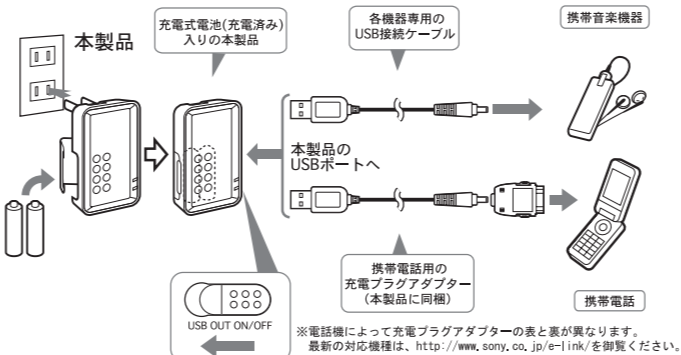 本製品
充電式電池(充電済み)
入りの本製品
各機器専用の
USB接続ケーブル
携帯音楽機器
本製品の
USBポートへ
携帯電話用の
充電プラグアダプター
(本製品に同梱)
携帯電話
USB OUT ON/OFF
※電話機によって充電プラグアダプターの表と裏が異なります。
最新の対応機種は、http://www.sony.co.jp/e-link/を御覧ください。